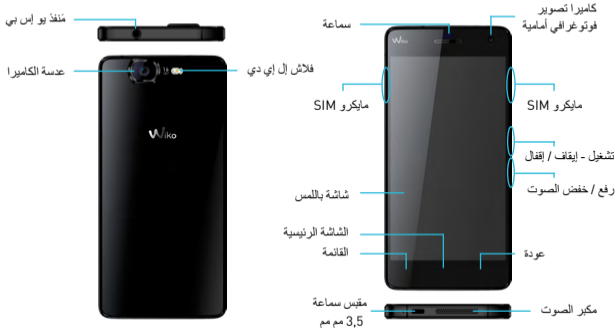 كاميرا تصوير
فوتوغرافي أمامية
سماعة
مَنفذ يو إس بي
فلاش إل إي دي
عدسة الكاميرا
Wiko
Wiko
مايكرو SIM
مايكرو SIM
تشغيل - إيقاف / إقفال
رفع / خفض الصوت
شاشة باللمس
الشاشة الرئيسية
القائمة
عودة
مقبس سماعة
3,5 مم مم
مكبر الصوت